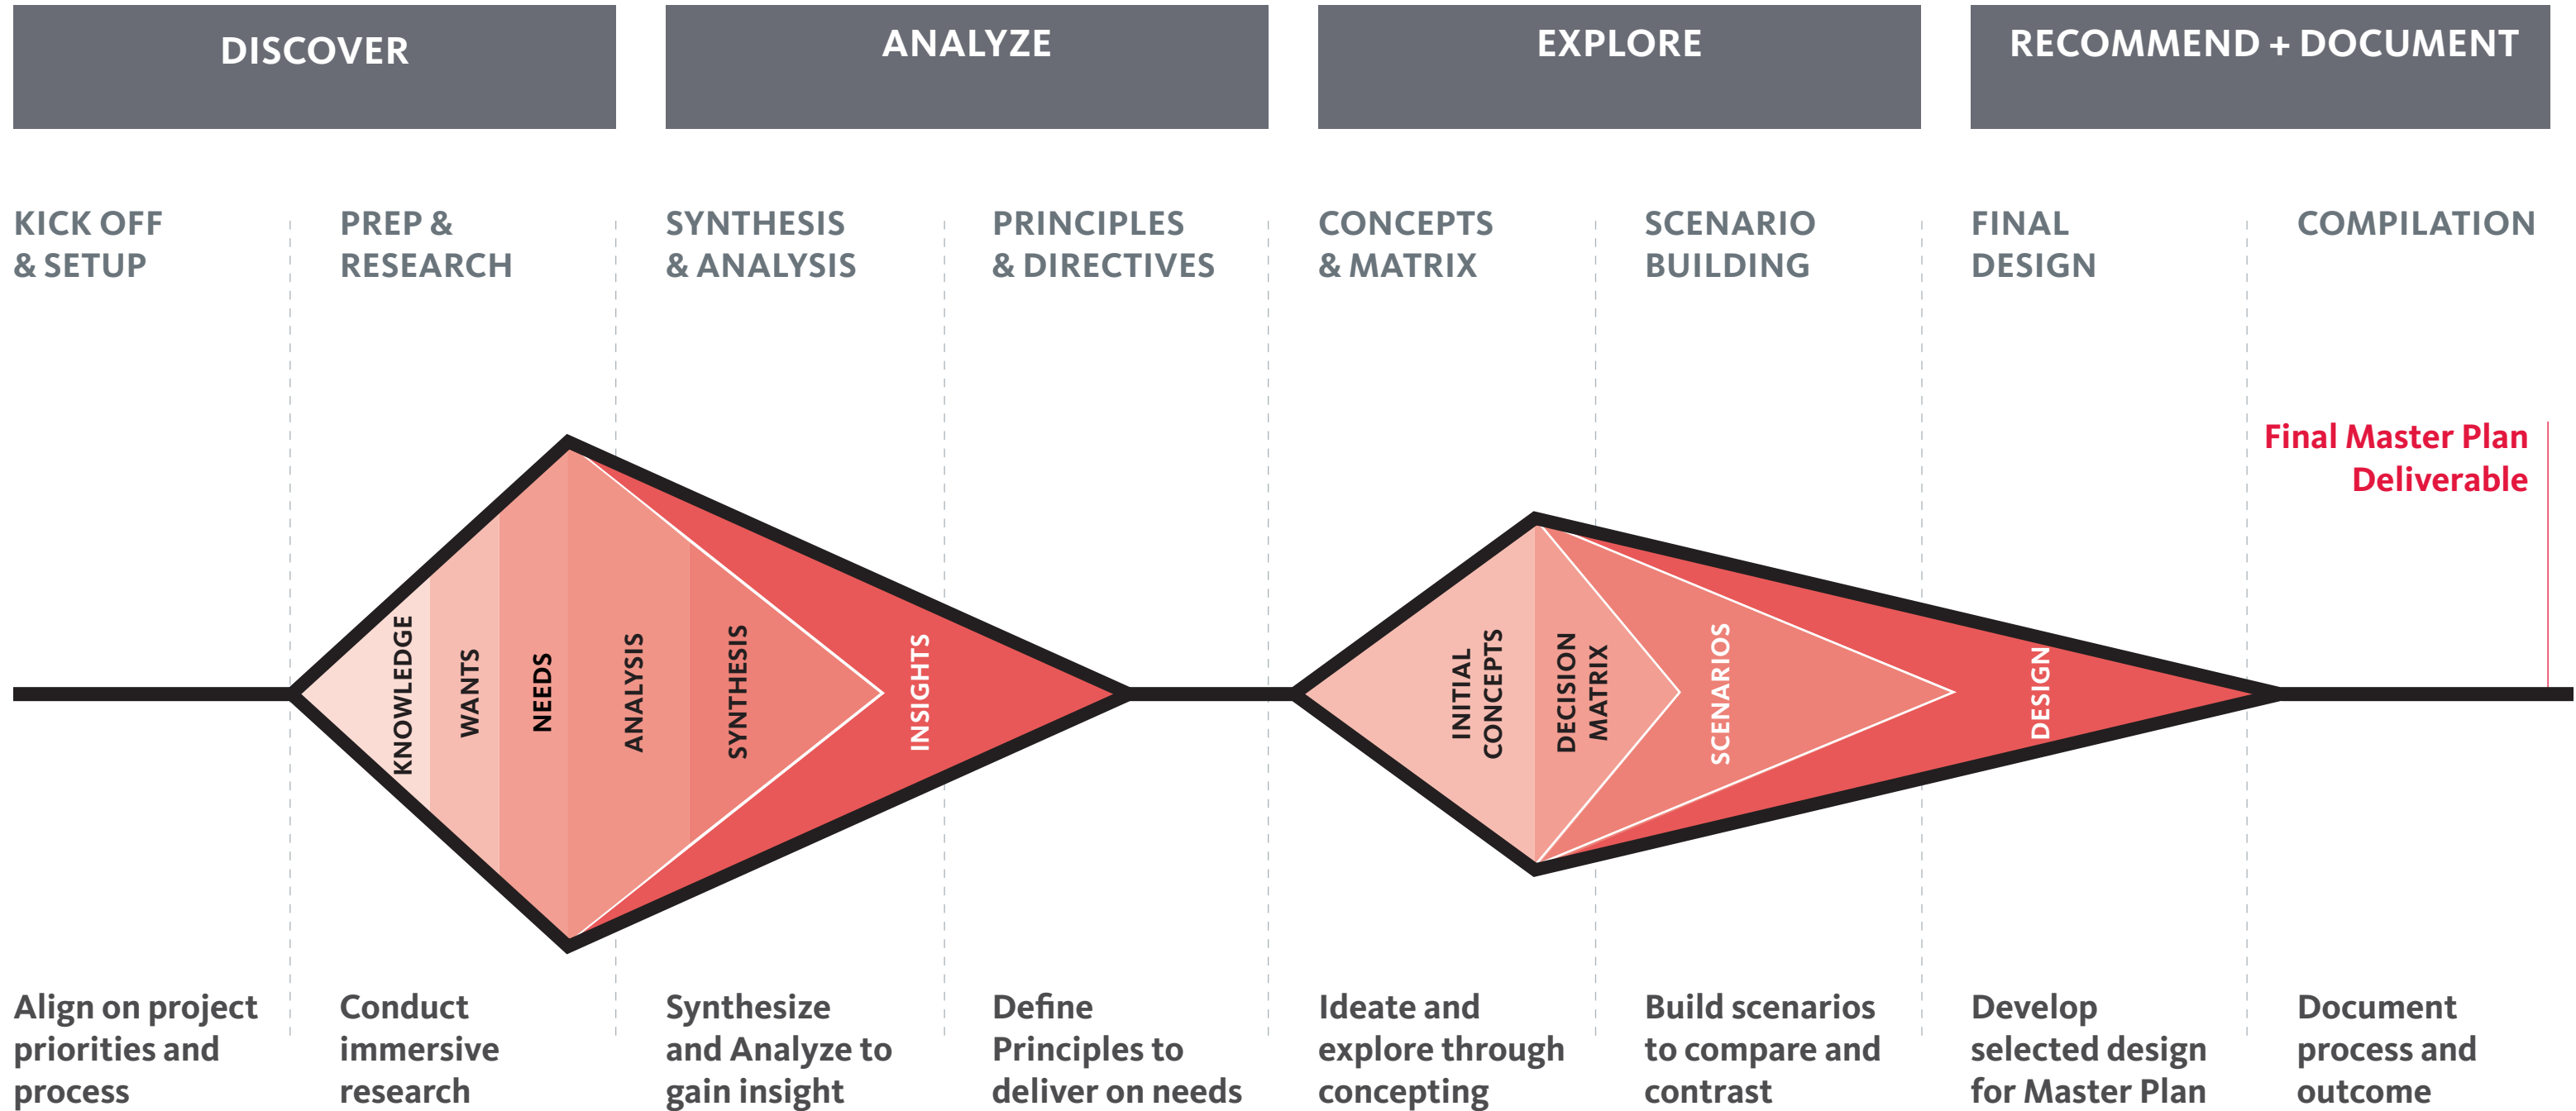 DISCOVER
ANALYZE
EXPLORE
RECOMMEND + DOCUMENT
KICK OFF
& SETUP
PREP &
RESEARCH
SYNTHESIS
& ANALYSIS
PRINCIPLES
& DIRECTIVES
CONCEPTS
& MATRIX
SCENARIO
BUILDING
FINAL
DESIGN
COMPILATION
Final Master Plan
Deliverable
KNOWLEDGE
WANTS
NEEDS
ANALYSIS
SYNTHESIS
INSIGHTS
INITIAL
CONCEPTS
DECISION
MATRIX
SCENARIOS
DESIGN
Align on project
priorities and
process
Conduct
immersive
research
Synthesize
and Analyze to
gain insight
Define
Principles to
deliver on needs
Ideate and
explore through
concepting
Build scenarios
to compare and
contrast
Develop
selected design
for Master Plan
Document
process and
outcome